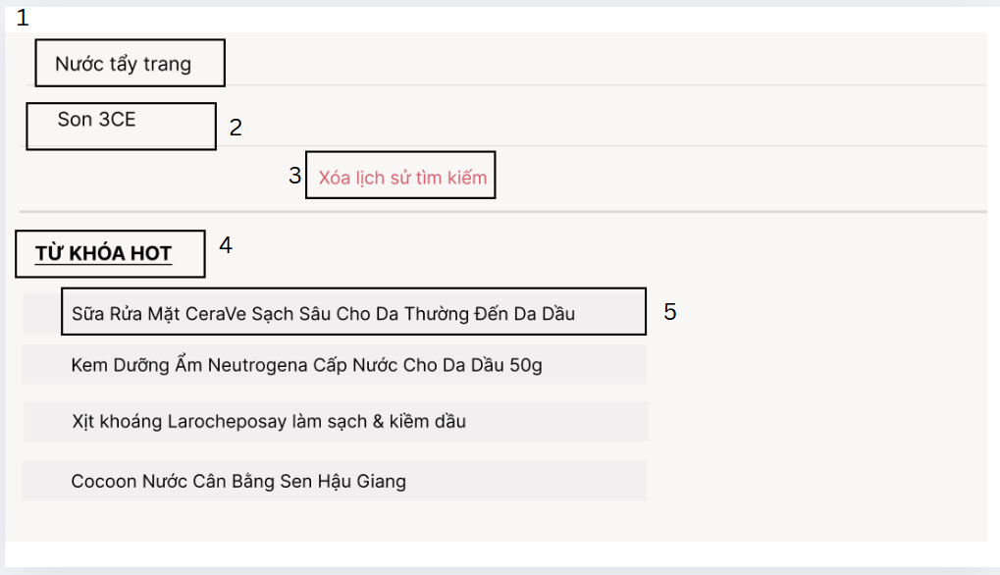 1
Nước tẩy trang
Son 3CE 2
3 Xóa lịch sử tìm kiếm
TỪ KHÓA HOT 4
Sữa Rửa Mặt CeraVe Sạch Sâu Cho Da Thường Đến Da Dầu 5
Kem Dưỡng Ẩm Neutrogena Cấp Nước Cho Da Dầu 50g
Xịt khoáng Larocheposay làm sạch & kiềm dầu
Cocoon Nước Cân Bằng Sen Hậu Giang